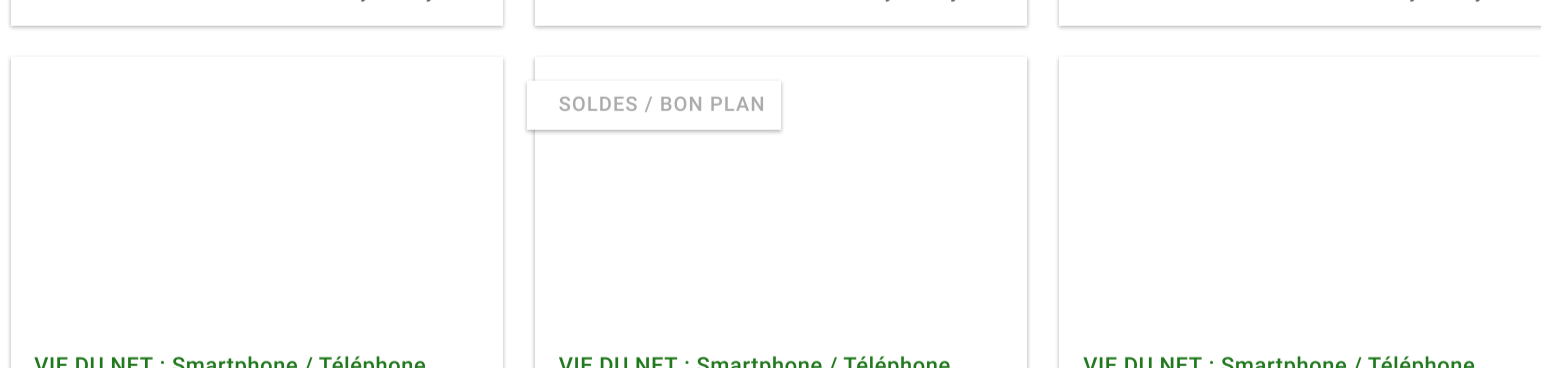 SOLDES / BON PLAN
VIE DU NET : Smartphone / Téléphone
VIE DU NET : Smartphone / Téléphone
VIE DU NET : Smartphone / Téléphone